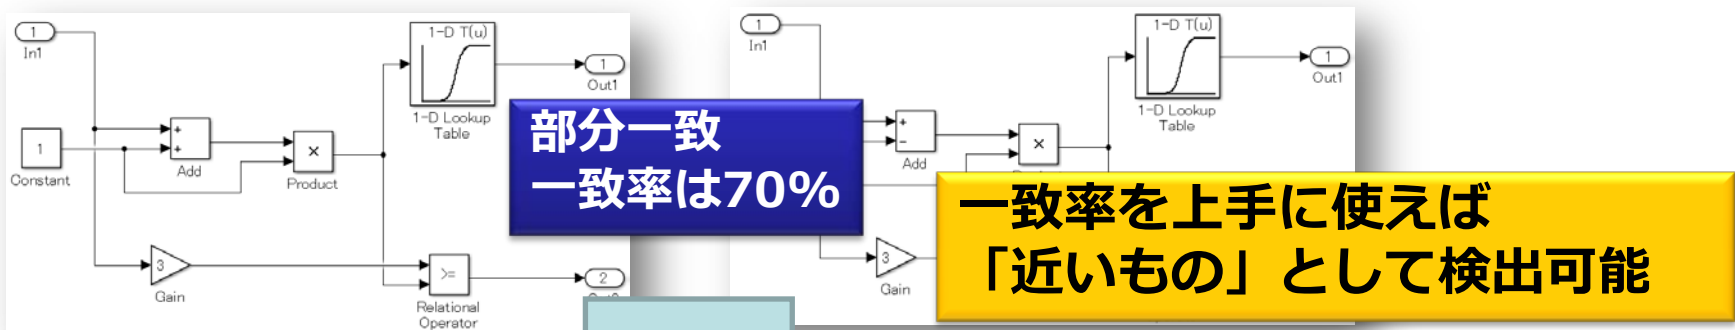 1
In1
1
Constant
+
+
Add
×
Product
1-D T(u)
1-D Lookup
Table
1
Out1
3
Gain
>=
Relational
Operator
2
部分一致
一致率は70%
1
In1
+
−
Add
×
1-D T(u)
1-D Lookup
Table
1
Out1
3
Gain
一致率を上手に使えば
「近いもの」として検出可能